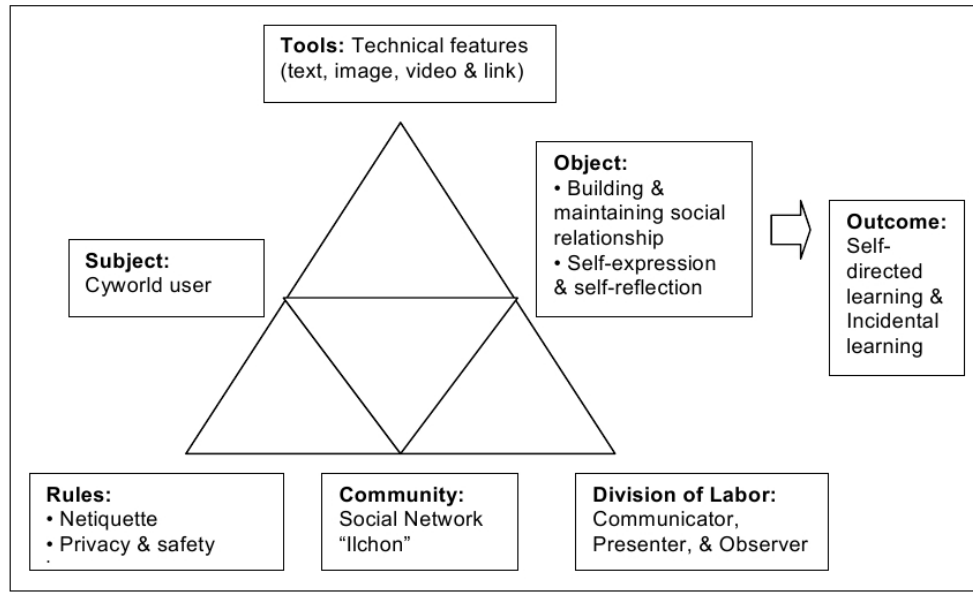 Tools: Technical features
(text, image, video & link)
Subject:
Cyworld user
Object:
• Building &
maintaining social
relationship
• Self-expression
& self-reflection
Outcome:
Self-
directed
learning &
Incidental
learning
Rules:
• Netiquette
• Privacy & safety
.
Community:
Social Network
“Ilchon”
Division of Labor:
Communicator,
Presenter, & Observer